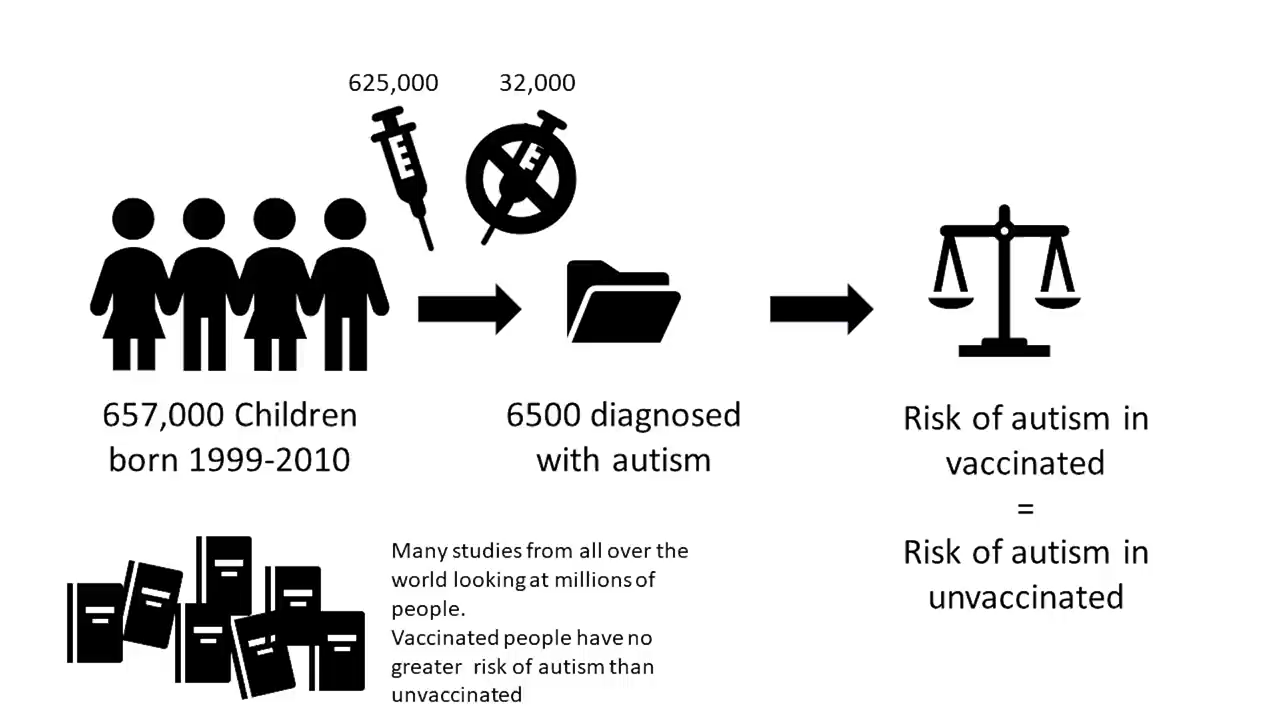 625,000
32,000
657,000 Children
born 1999-2010
6500 diagnosed
with autism
Risk of autism in
vaccinated
=
Risk of autism in
unvaccinated
Many studies from all over the
world looking at millions of
people.
Vaccinated people have no
greater risk of autism than
unvaccinated